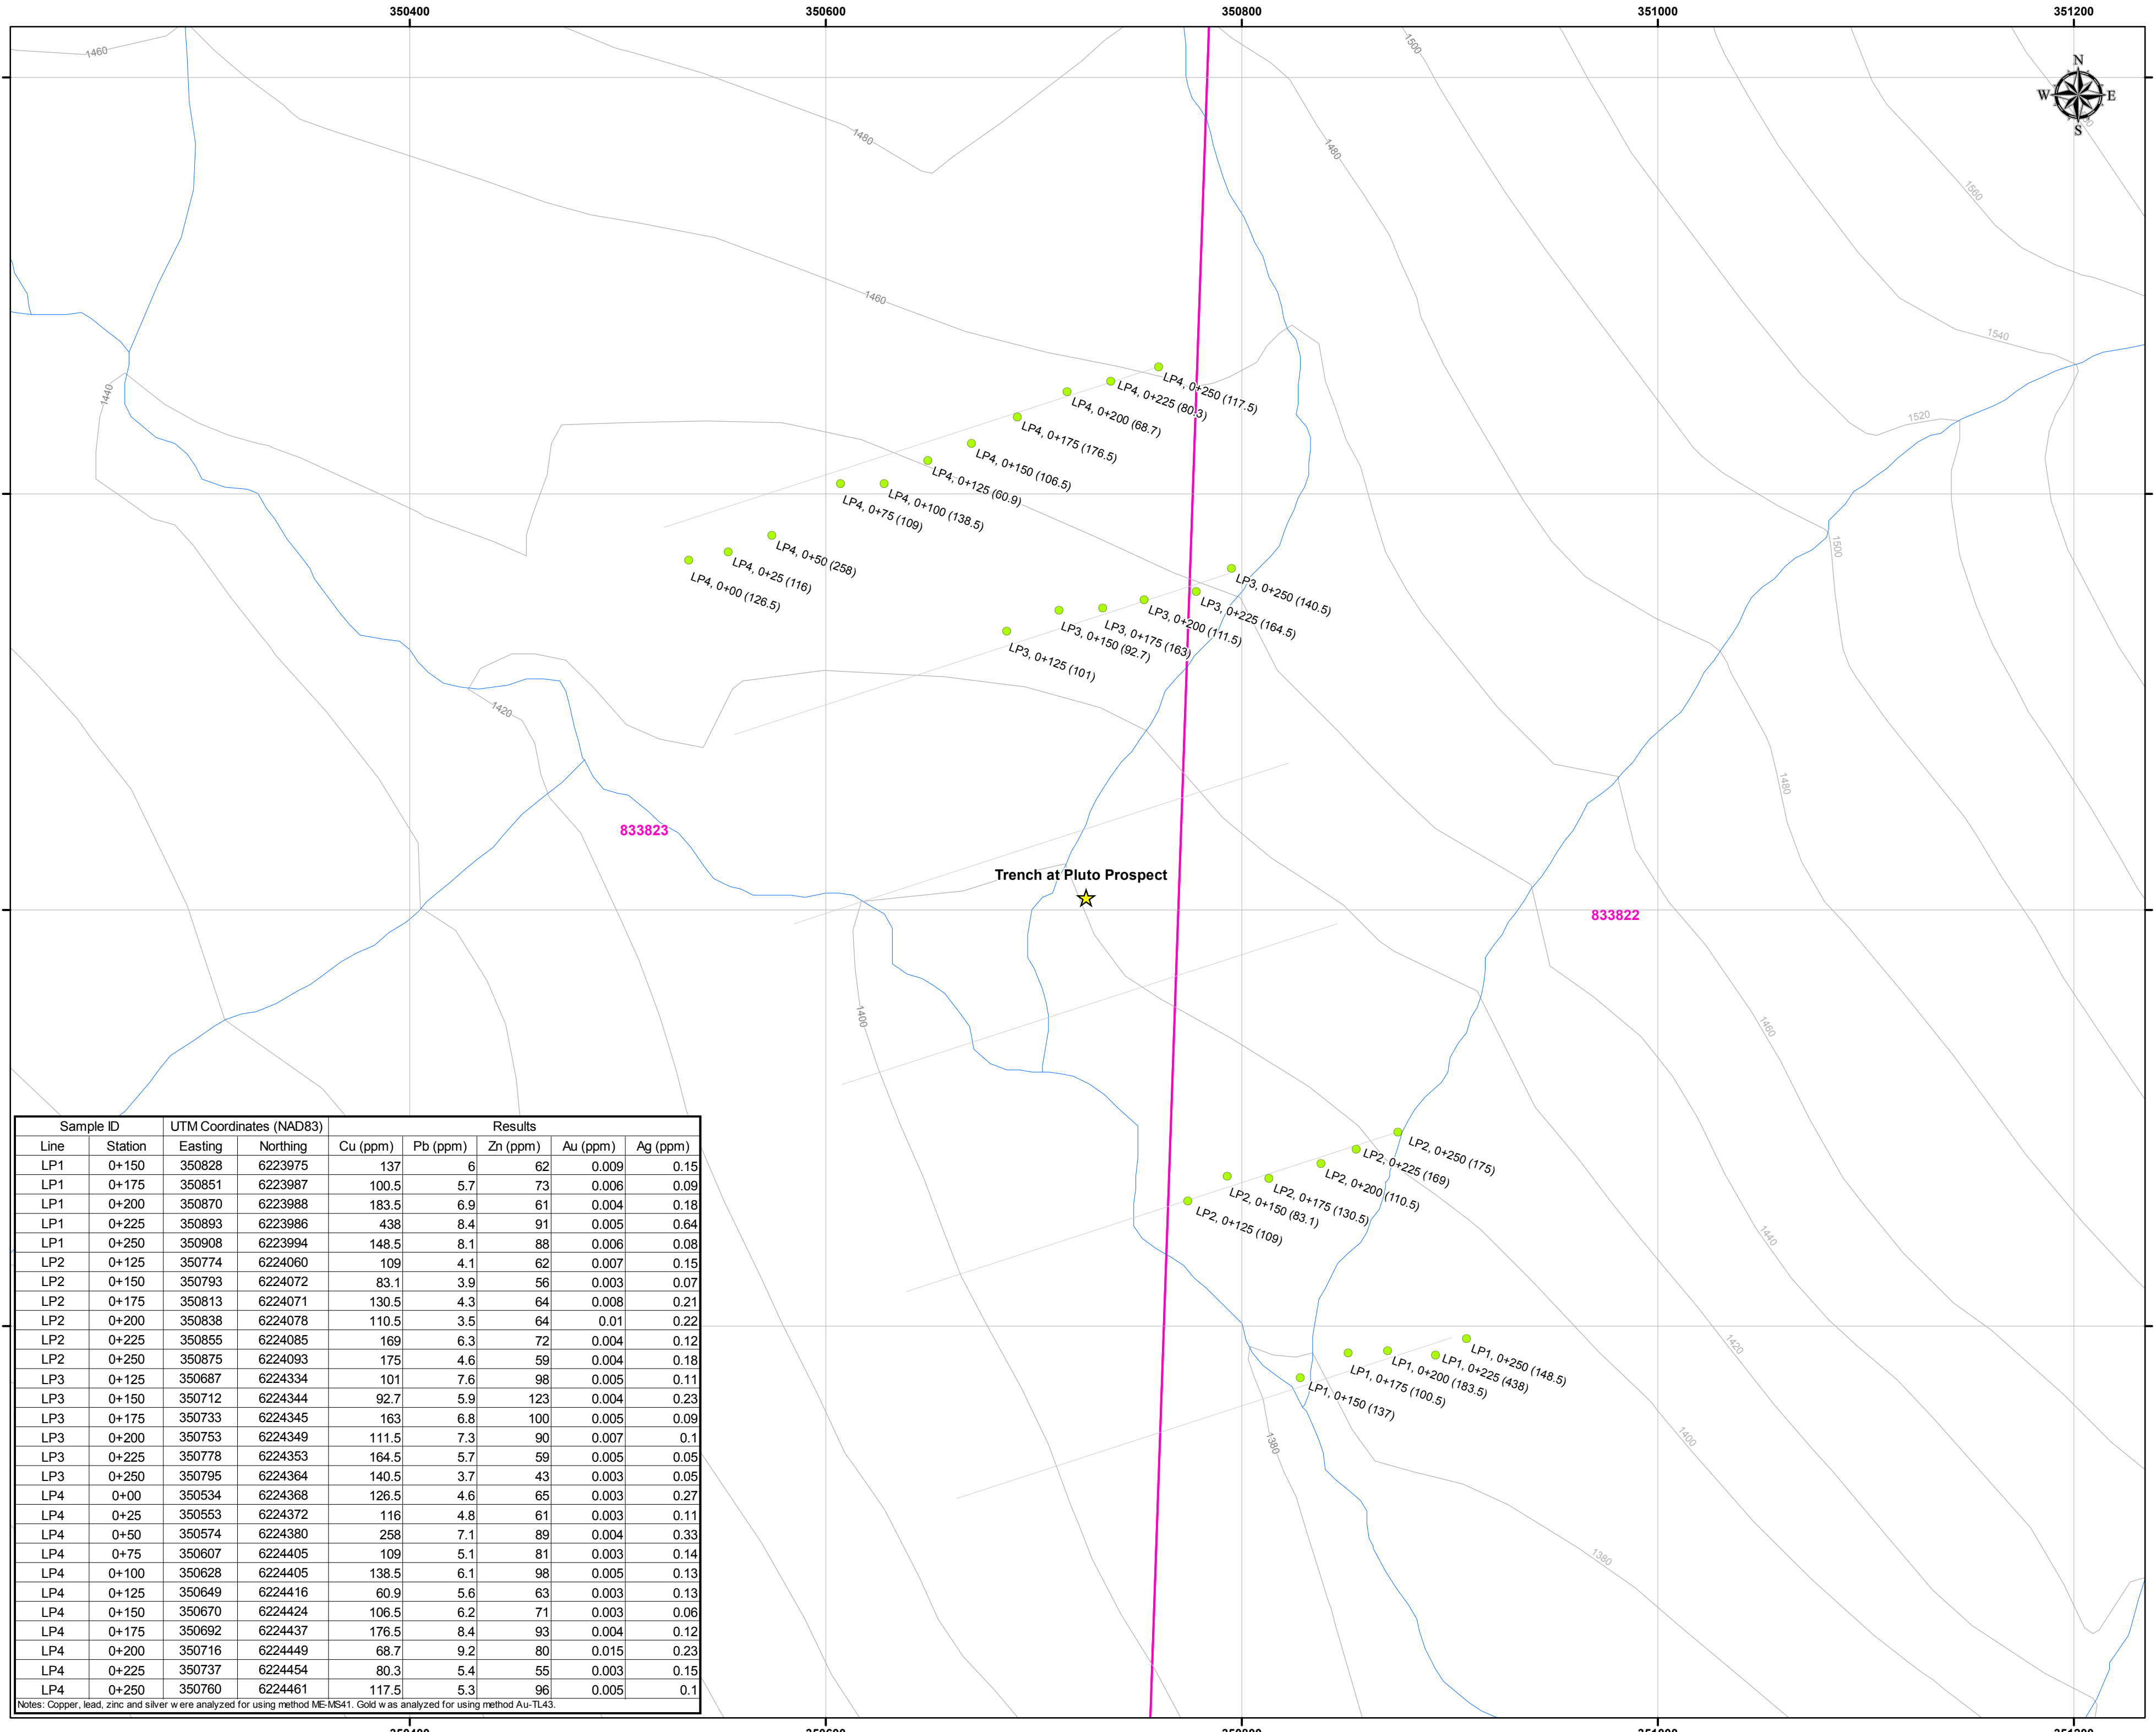 350400 350600 350800 351000 351200
1460
1500
N
W E
S
1480
1480
1560
1460
1540
1440
1520
LP4, 0+250 (117.5)
LP4, 0+225 (80.3)
LP4, 0+200 (68.7)
LP4, 0+175 (176.5)
LP4, 0+150 (106.5)
LP4, 0+125 (60.9)
LP4, 0+100 (138.5)
LP4, 0+75 (109)
LP4, 0+50 (258)
LP4, 0+25 (116)
LP4, 0+00 (126.5)
1500
LP3, 0+250 (140.5)
LP3, 0+225 (164.5)
LP3, 0+200 (111.5)
LP3, 0+175 (163)
LP3, 0+150 (92.7)
LP3, 0+125 (101)
1420
1480
833823
Trench at Pluto Prospect
833822
1400
1460
LP2, 0+250 (175)
LP2, 0+225 (169)
LP2, 0+200 (110.5)
LP2, 0+175 (130.5)
LP2, 0+150 (83.1)
LP2, 0+125 (109)
1440
1420
LP1, 0+250 (148.5)
LP1, 0+225 (438)
LP1, 0+200 (183.5)
LP1, 0+175 (100.5)
LP1, 0+150 (137)
1380
1400
1380
Sample ID UTM Coordinates (NAD83) Results
Line Station Easting Northing Cu (ppm) Pb (ppm) Zn (ppm) Au (ppm) Ag (ppm)
LP1 0+150 350828 6223975 137 6 62 0.009 0.15
LP1 0+175 350851 6223987 100.5 5.7 73 0.006 0.09
LP1 0+200 350870 6223988 183.5 6.9 61 0.004 0.18
LP1 0+225 350893 6223986 438 8.4 91 0.005 0.64
LP1 0+250 350908 6223994 148.5 8.1 88 0.006 0.08
LP2 0+125 350774 6224060 109 4.1 62 0.007 0.15
LP2 0+150 350793 6224072 83.1 3.9 56 0.003 0.07
LP2 0+175 350813 6224071 130.5 4.3 64 0.008 0.21
LP2 0+200 350838 6224078 110.5 3.5 64 0.01 0.22
LP2 0+225 350855 6224085 169 6.3 72 0.004 0.12
LP2 0+250 350875 6224093 175 4.6 59 0.004 0.18
LP3 0+125 350687 6224334 101 7.6 98 0.005 0.11
LP3 0+150 350712 6224344 92.7 5.9 123 0.004 0.23
LP3 0+175 350733 6224345 163 6.8 100 0.005 0.09
LP3 0+200 350753 6224349 111.5 7.3 90 0.007 0.1
LP3 0+225 350778 6224353 164.5 5.7 59 0.005 0.05
LP3 0+250 350795 6224364 140.5 3.7 43 0.003 0.05
LP4 0+00 350534 6224368 126.5 4.6 65 0.003 0.27
LP4 0+25 350553 6224372 116 4.8 61 0.003 0.11
LP4 0+50 350574 6224380 258 7.1 89 0.004 0.33
LP4 0+75 350607 6224405 109 5.1 81 0.003 0.14
LP4 0+100 350628 6224405 138.5 6.1 98 0.005 0.13
LP4 0+125 350649 6224416 60.9 5.6 63 0.003 0.13
LP4 0+150 350670 6224424 106.5 6.2 71 0.003 0.06
LP4 0+175 350692 6224437 176.5 8.4 93 0.004 0.12
LP4 0+200 350716 6224449 68.7 9.2 80 0.015 0.23
LP4 0+225 350737 6224454 80.3 5.4 55 0.003 0.15
LP4 0+250 350760 6224461 117.5 5.3 96 0.005 0.1
Notes: Copper, lead, zinc and silver were analyzed for using method ME-MS41. Gold was analyzed for using method Au-TL43.